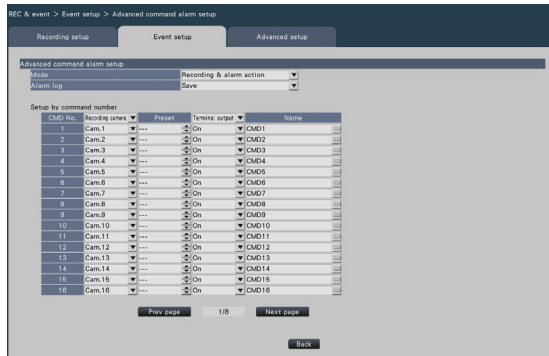 REC & event > Event setup > Advanced command alarm setup
Recording setup Event setup Advanced setup
Advanced command alarm setup
Mode Recording & alarm action
Alarm log Save
Setup by command number
CMD No. Recording camera Preset Terminal output Name
1 Cam.1 --- On CMD1
2 Cam.2 --- On CMD2
3 Cam.3 --- On CMD3
4 Cam.4 --- On CMD4
5 Cam.5 --- On CMD5
6 Cam.6 --- On CMD6
7 Cam.7 --- On CMD7
8 Cam.8 --- On CMD8
9 Cam.9 --- On CMD9
10 Cam.10 --- On CMD10
11 Cam.11 --- On CMD11
12 Cam.12 --- On CMD12
13 Cam.13 --- On CMD13
14 Cam.14 --- On CMD14
15 Cam.15 --- On CMD15
16 Cam.16 --- On CMD16
Prev page 1/8 Next page
Back